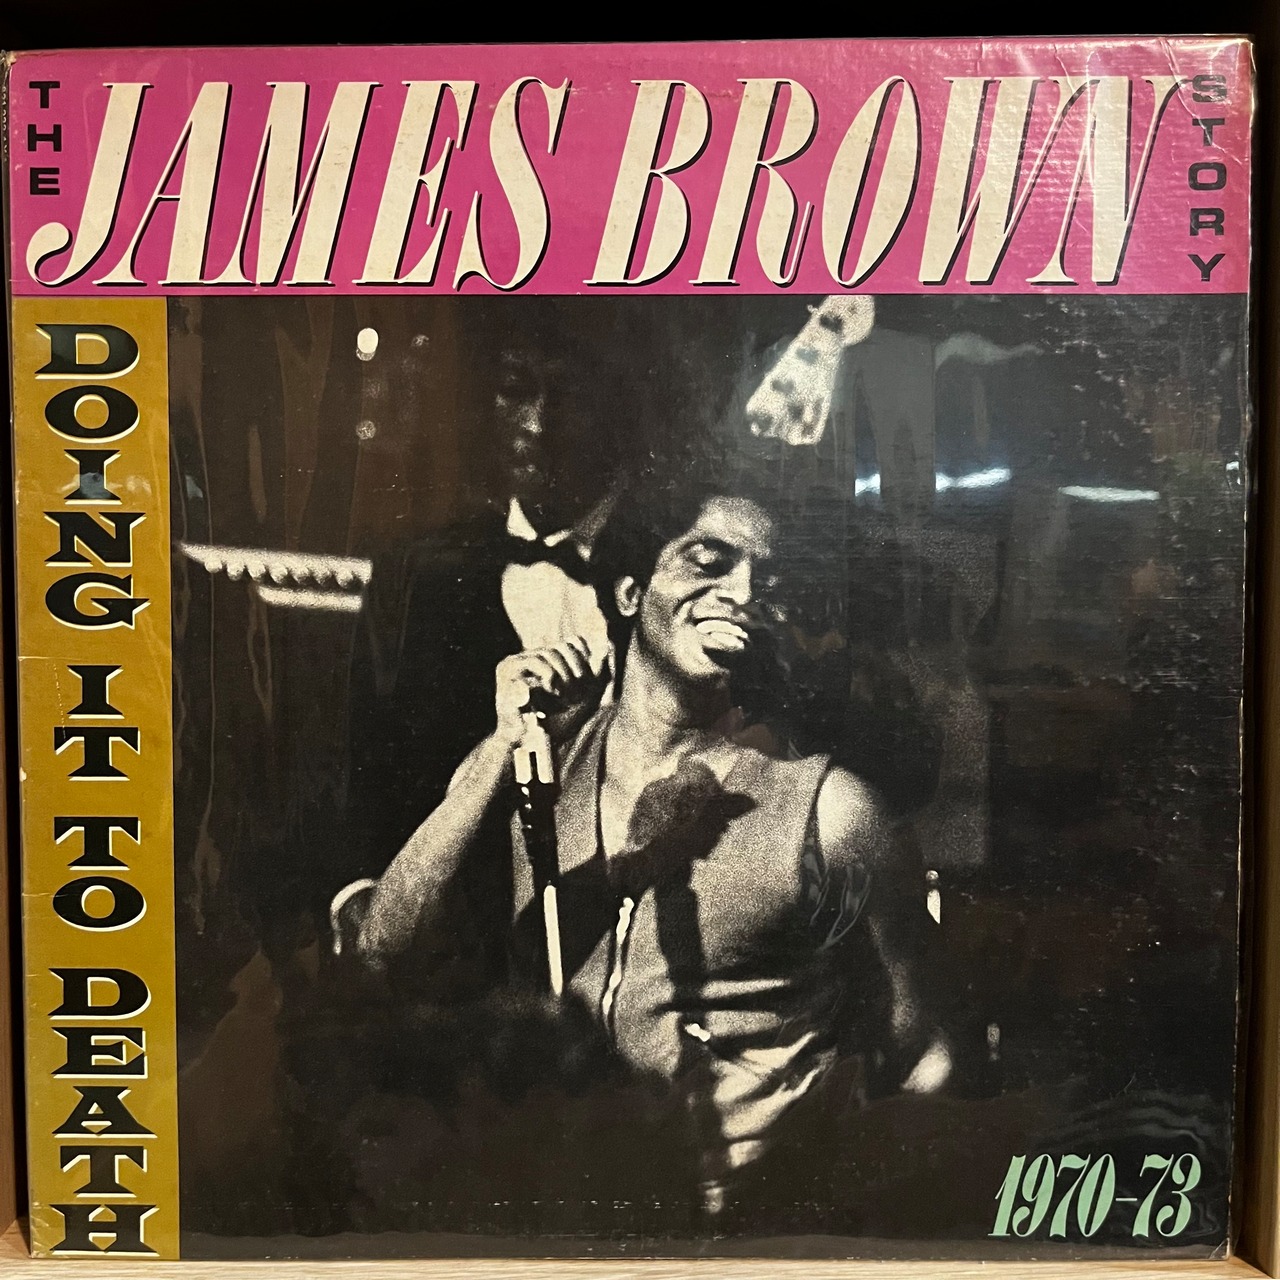 THE JAMES BROWN STORY
DOING IT TO DEATH
1970-73